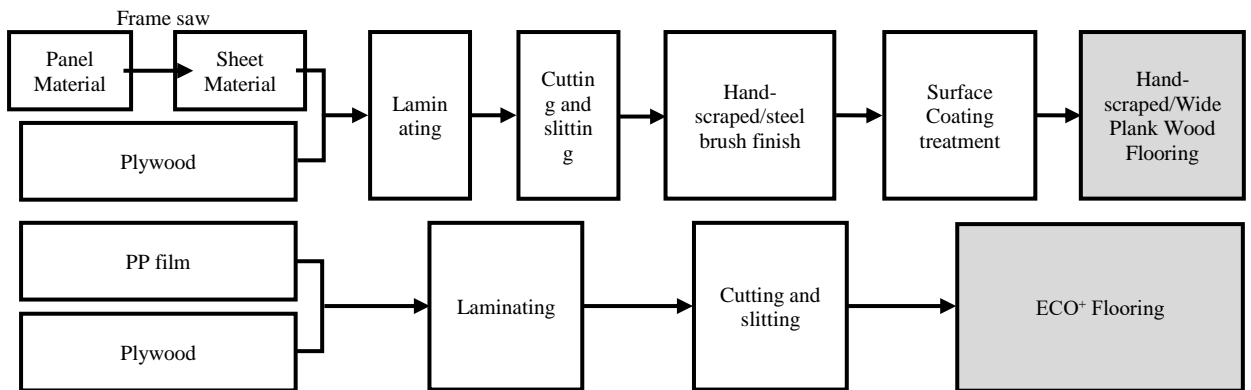 Frame saw
Panel
Material
Sheet
Material
Plywood
Lamin
ating
Cuttin
g and
slittin
g
Hand-
scraped/steel
brush finish
Surface
Coating
treatment
Hand-
scraped/Wide
Plank Wood
Flooring
PP film
Plywood
Laminating
Cutting and
slitting
ECO⁺ Flooring